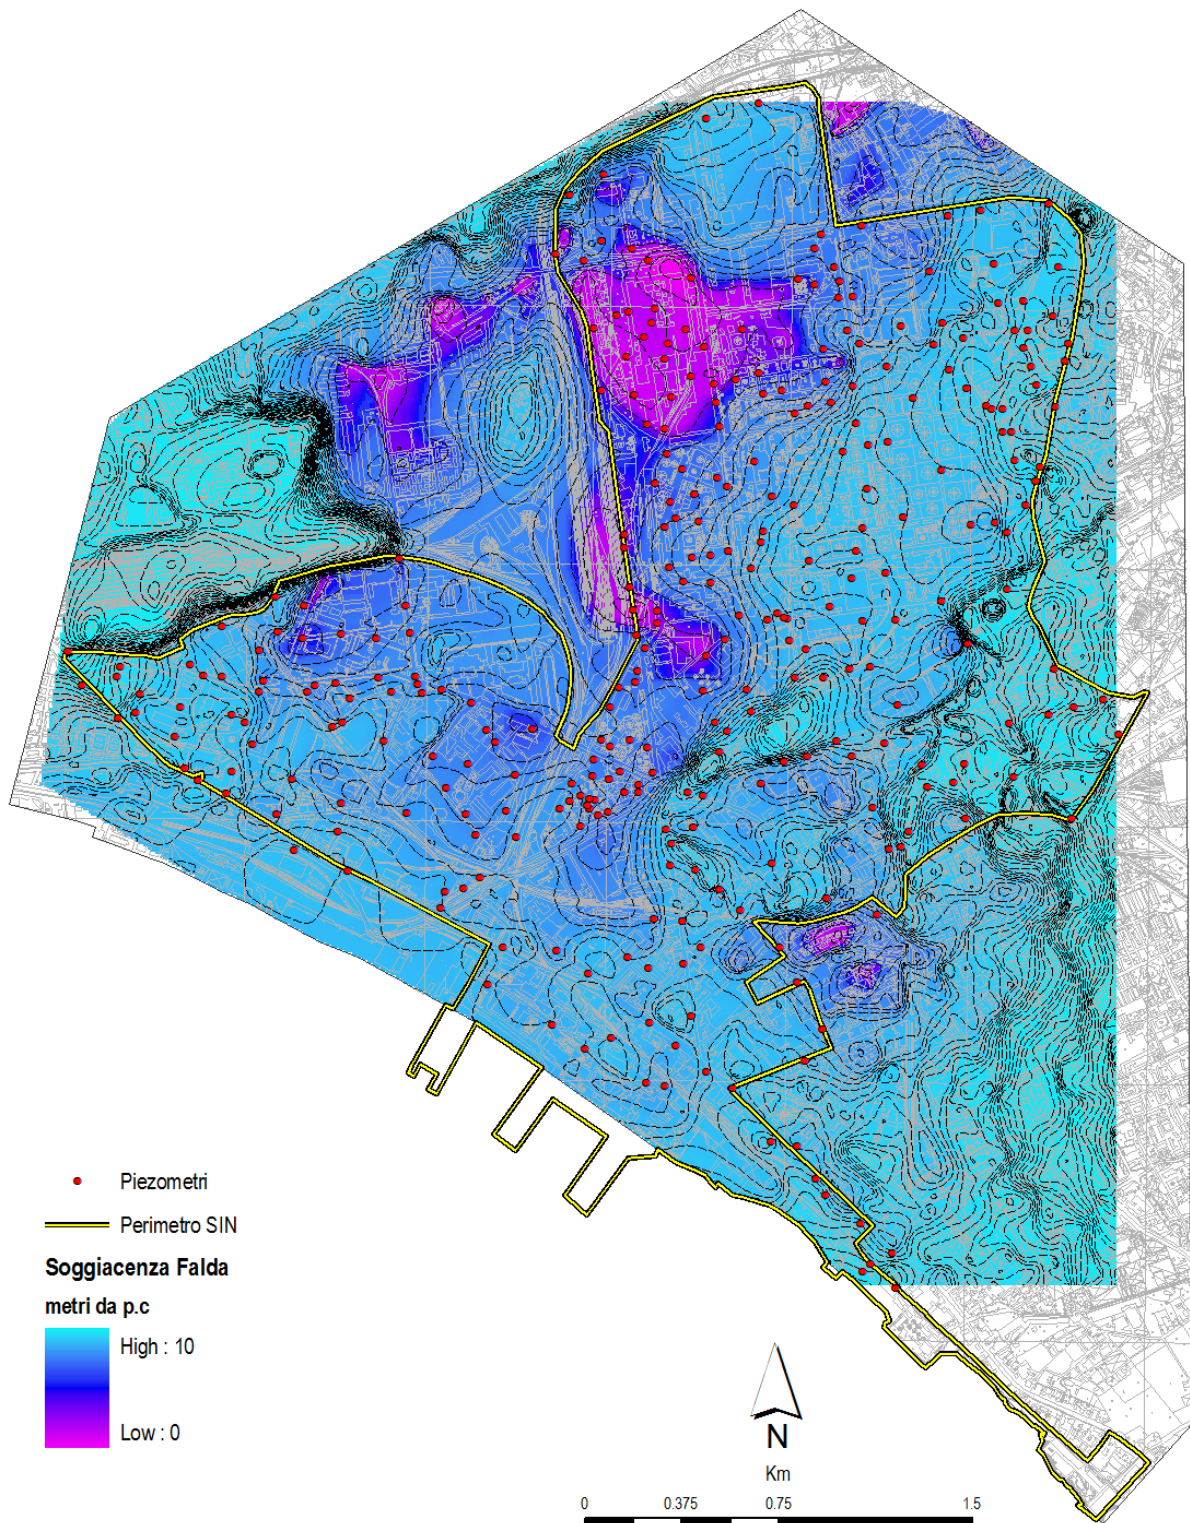 Piezometri
Perimetro SIN
Soggiacenza Falda
metri da p.c
High : 10
Low : 0
N
Km
0 0.375 0.75 1.5